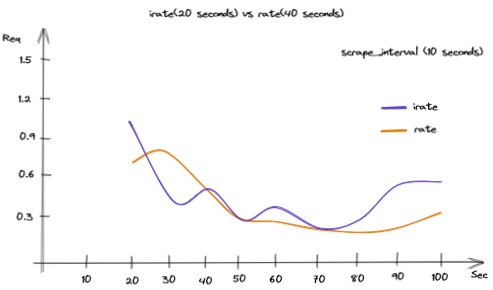 irate(20 seconds) vs rate(40 seconds)
Req
scrape_interval (10 seconds)
1.5
1.2
irate
0.9
rate
0.6
0.3
10 20 30 40 50 60 70 80 90 100 Sec